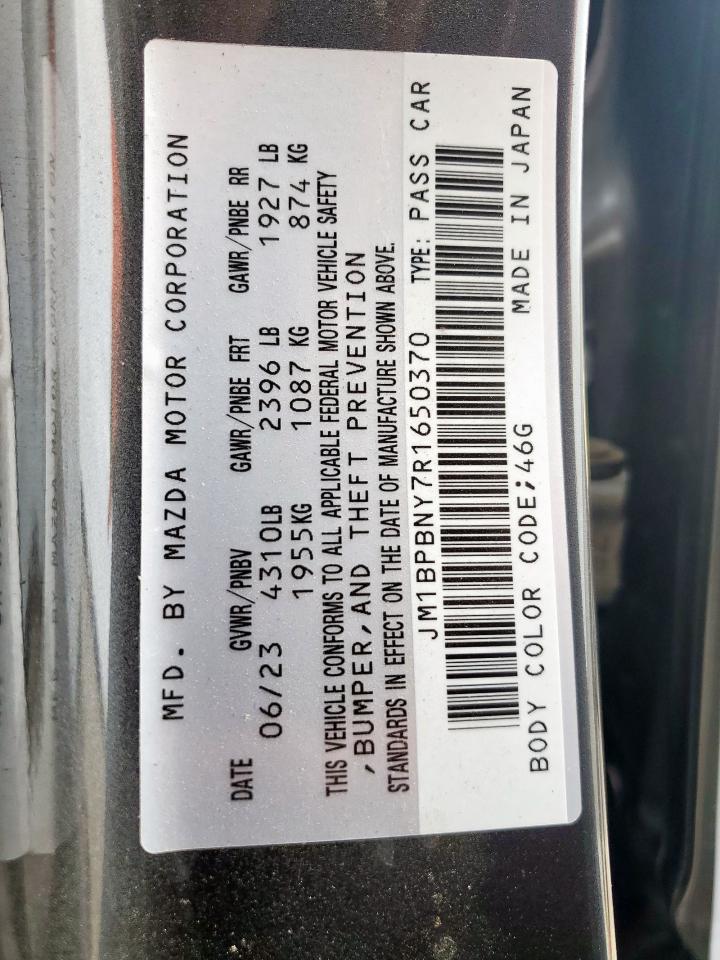 MFD. BY MAZDA MOTOR CORPORATION
DATE GVWR/PNBV GAWR/PNBE FRT GAWR/PNBE RR
06/23 4310LB 2396 LB 1927 LB
1955KG 1087 KG 874 KG
THIS VEHICLE CONFORMS TO ALL APPLICABLE FEDERAL MOTOR VEHICLE SAFETY
,BUMPER,AND THEFT PREVENTION
STANDARDS IN EFFECT ON THE DATE OF MANUFACTURE SHOWN ABOVE.
JM1BPBNY7R1650370 TYPE: PASS CAR
BODY COLOR CODE;46G MADE IN JAPAN